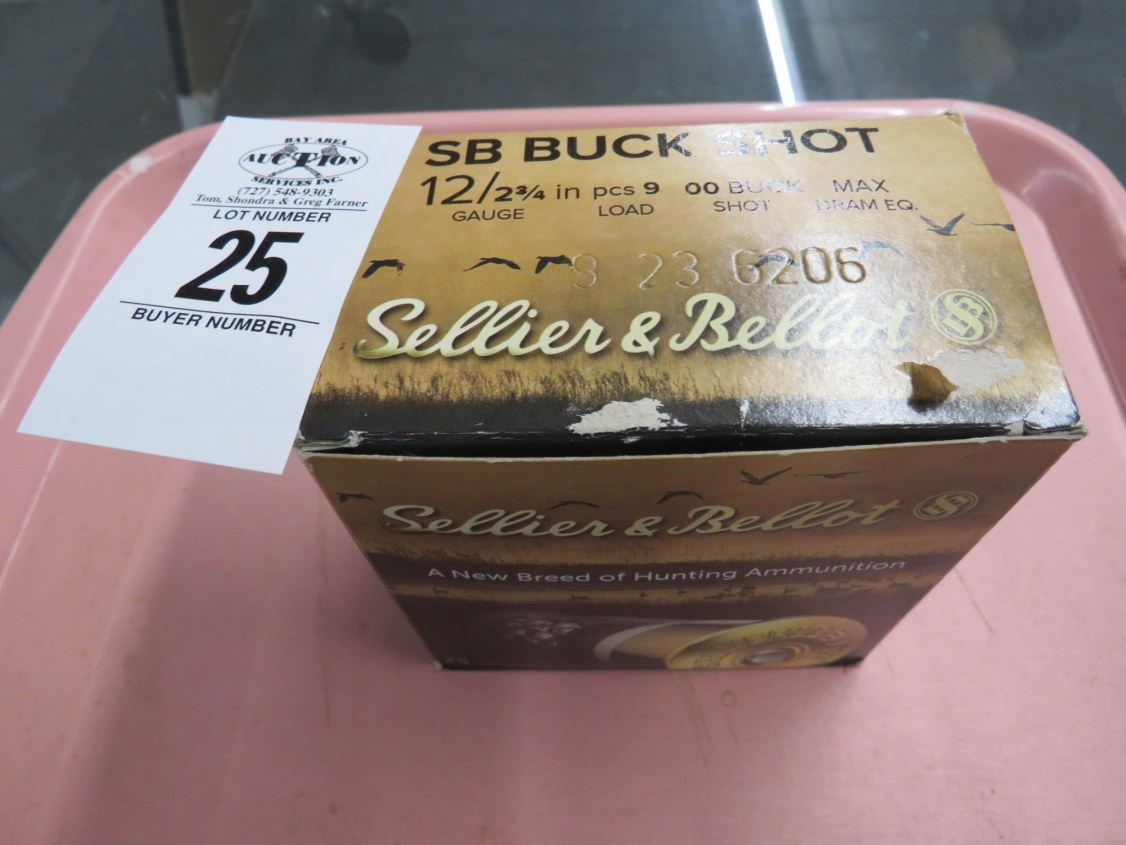 BAY AREA
AUCTION
SERVICES INC.
(727) 548-9303
Tom, Shondra & Greg Farner
LOT NUMBER
25
BUYER NUMBER
SB BUCK SHOT
12/2¾ in pcs 9 00 BUCK MAX
GAUGE LOAD SHOT DRAM EQ.
9 23 6206
Sellier & Bellot
Sellier & Bellot
A New Breed of Hunting Ammunition